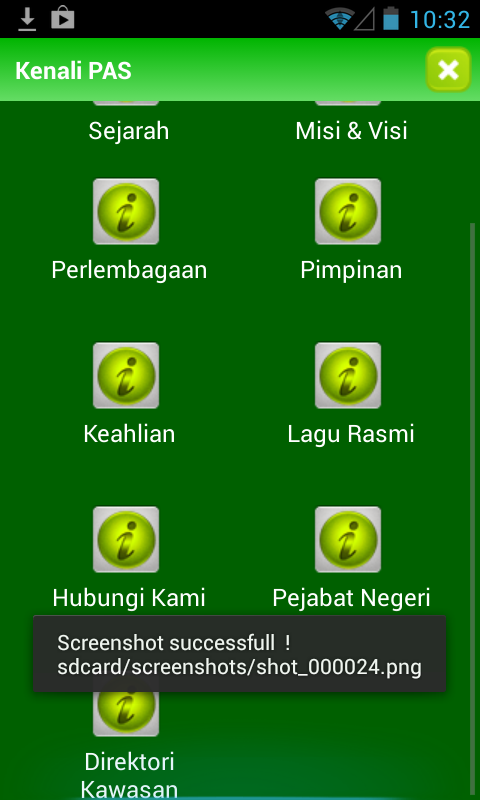 10:32
Kenali PAS
Sejarah
Misi & Visi
Perlembagaan
Pimpinan
Keahlian
Lagu Rasmi
Hubungi Kami
Pejabat Negeri
Screenshot successfull !
sdcard/screenshots/shot_000024.png
Direktori
Kawasan